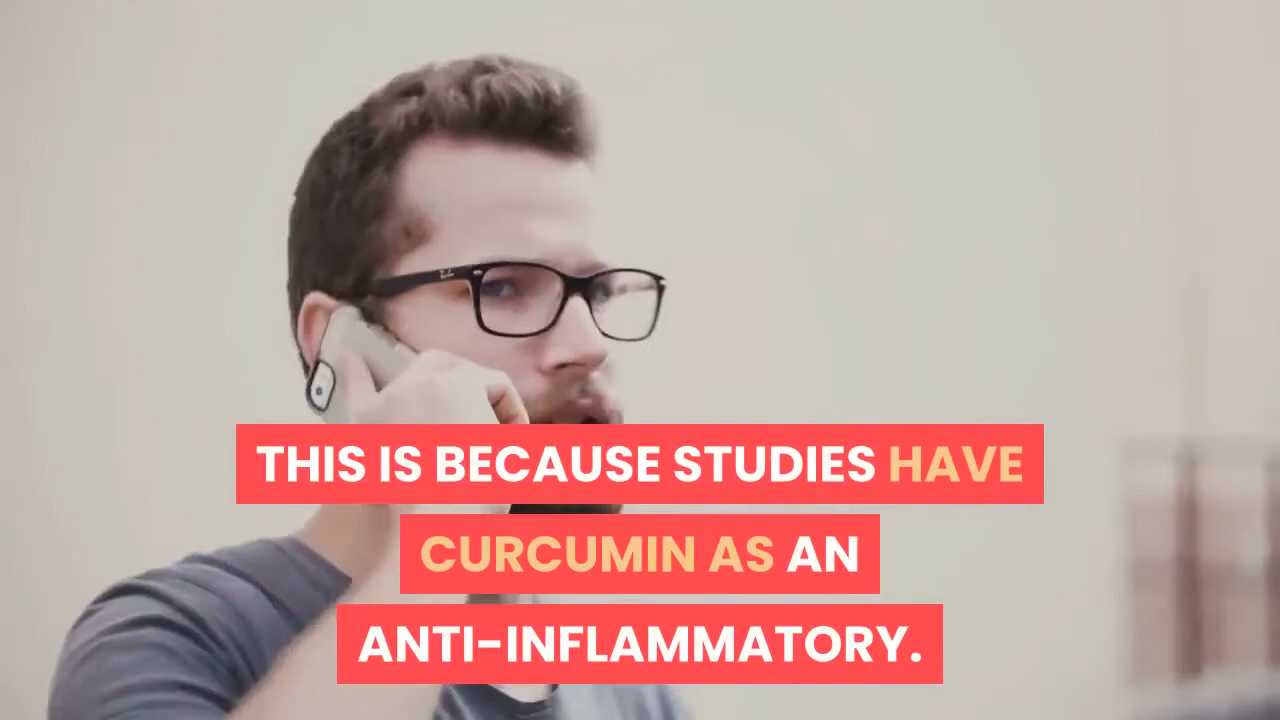 THIS IS BECAUSE STUDIES HAVE
CURCUMIN AS AN
ANTI-INFLAMMATORY.